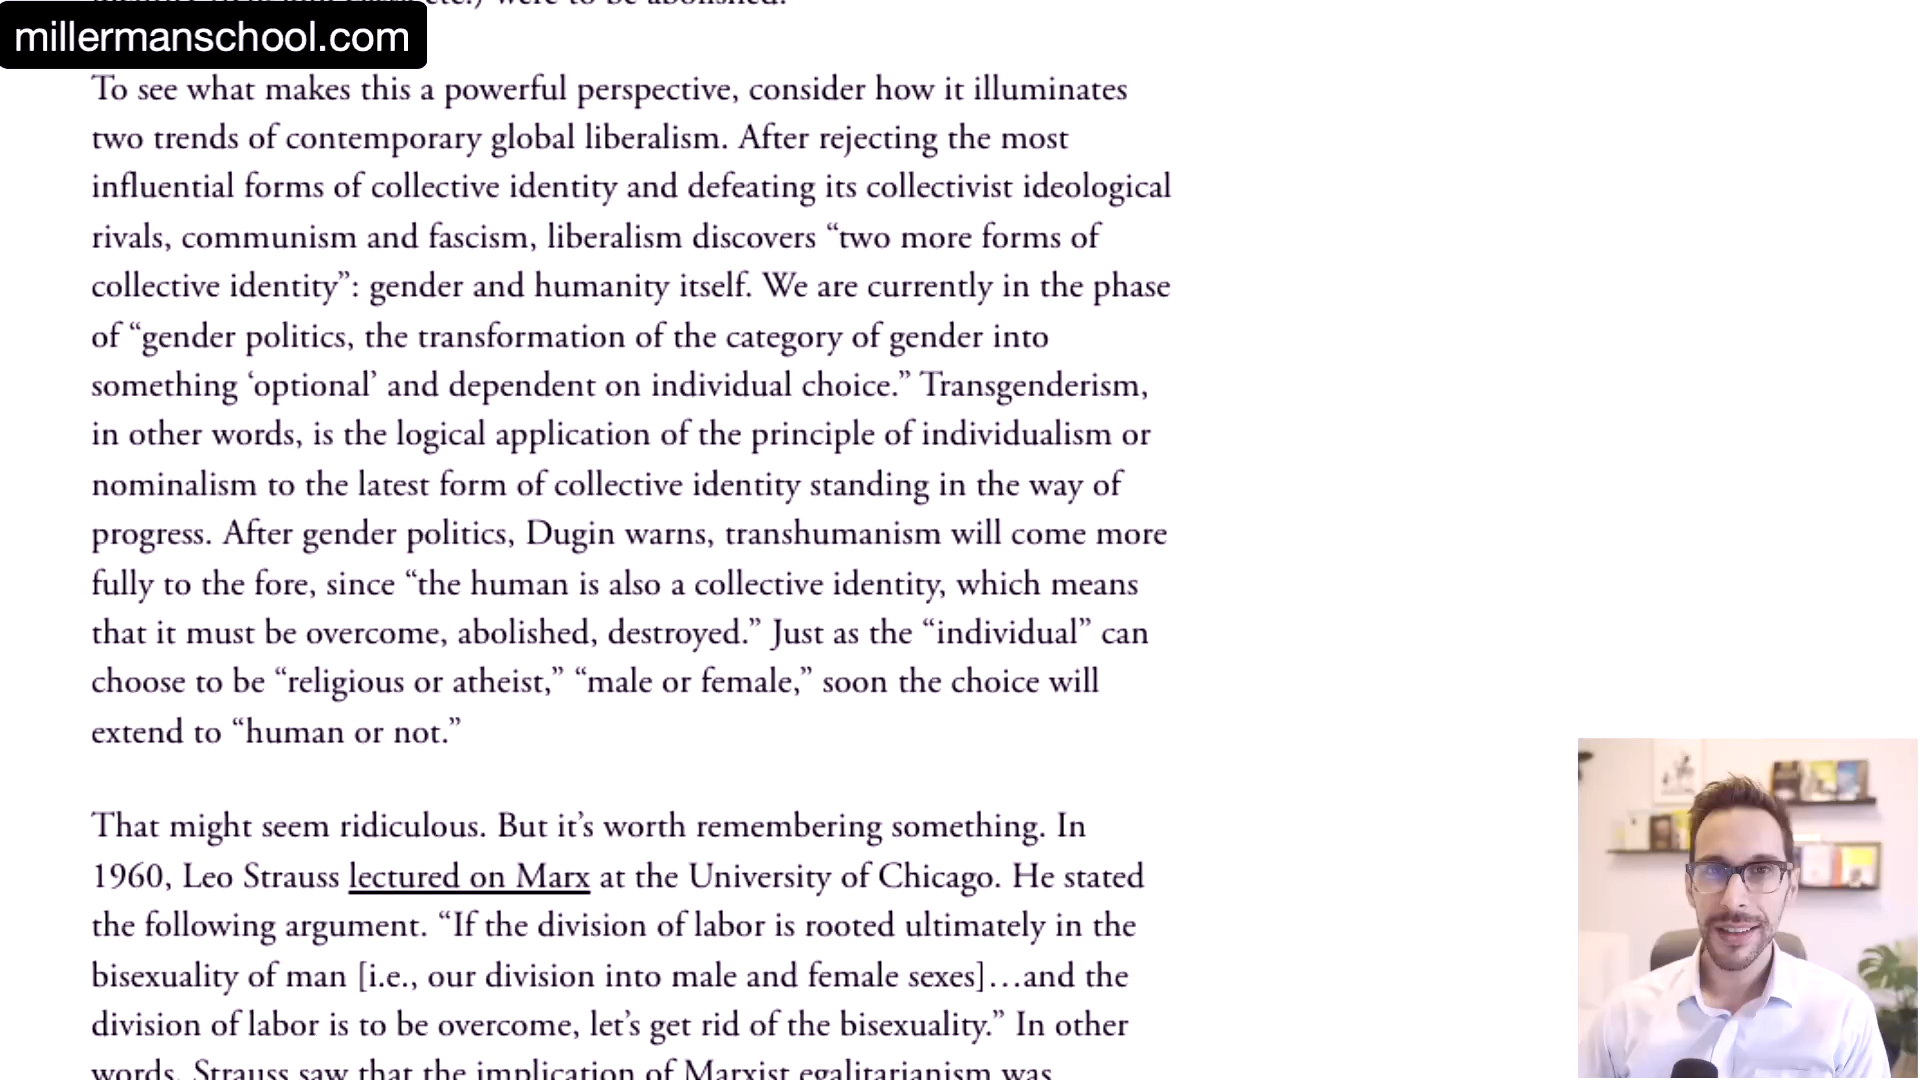 etc.) were to be abolished.
millermanschool.com
To see what makes this a powerful perspective, consider how it illuminates
two trends of contemporary global liberalism. After rejecting the most
influential forms of collective identity and defeating its collectivist ideological
rivals, communism and fascism, liberalism discovers “two more forms of
collective identity”: gender and humanity itself. We are currently in the phase
of “gender politics, the transformation of the category of gender into
something ‘optional’ and dependent on individual choice.” Transgenderism,
in other words, is the logical application of the principle of individualism or
nominalism to the latest form of collective identity standing in the way of
progress. After gender politics, Dugin warns, transhumanism will come more
fully to the fore, since “the human is also a collective identity, which means
that it must be overcome, abolished, destroyed.” Just as the “individual” can
choose to be “religious or atheist,” “male or female,” soon the choice will
extend to “human or not.”
That might seem ridiculous. But it’s worth remembering something. In
1960, Leo Strauss lectured on Marx at the University of Chicago. He stated
the following argument. “If the division of labor is rooted ultimately in the
bisexuality of man [i.e., our division into male and female sexes]…and the
division of labor is to be overcome, let’s get rid of the bisexuality.” In other
words, Strauss saw that the implication of Marxist egalitarianism was